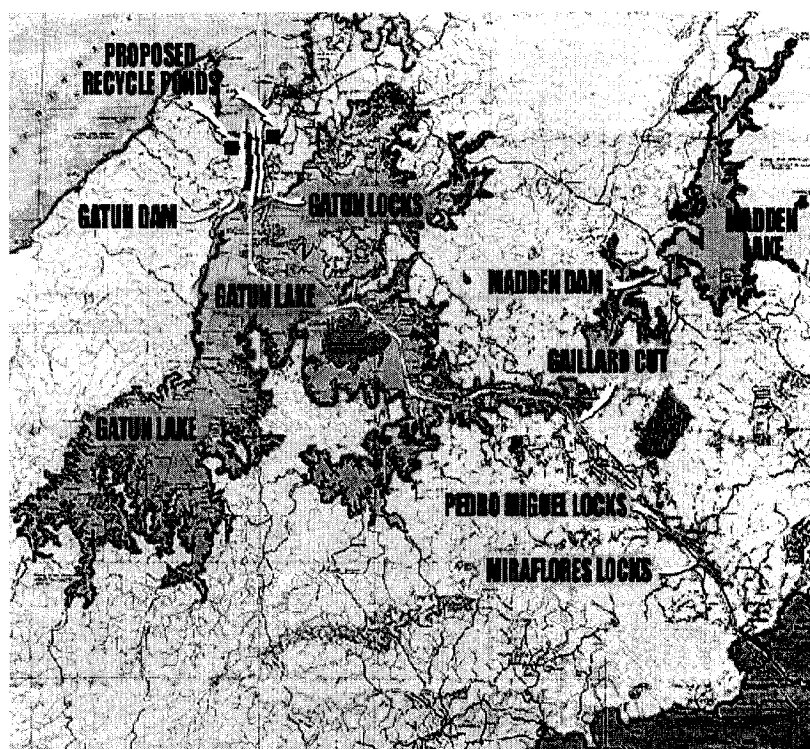 PROPOSED
RECYCLE PONDS
GATUN DAM
GATUN LOCKS
MADDEN
LAKE
MADDEN DAM
GATUN LAKE
GAILLARD CUT
GATUN LAKE
PEDRO MIGUEL LOCKS
MIRAFLORES LOCKS